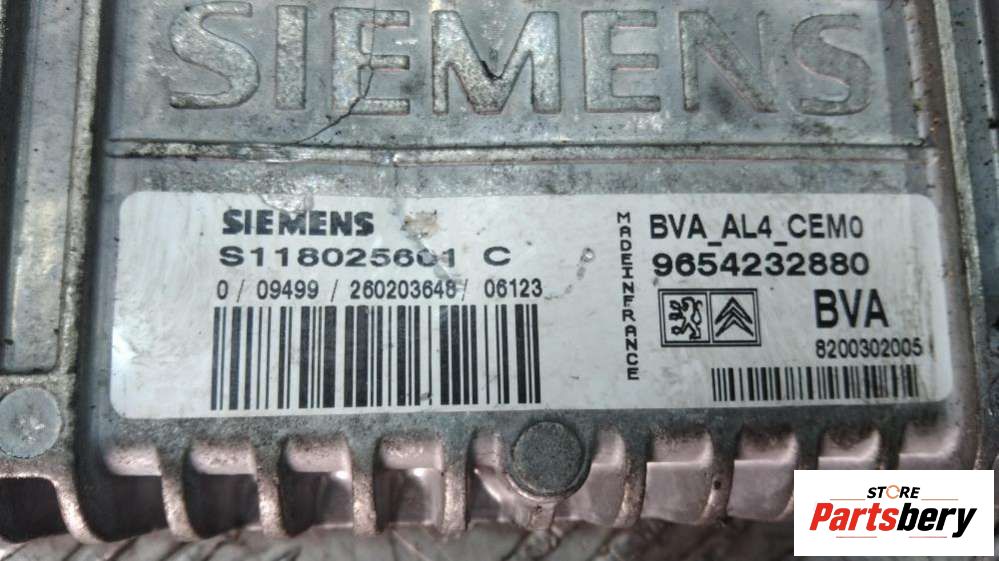 SIEMENS
SIEMENS
S118025601 C
0 / 09499 / 260203648 / 06123
MADEINFRANCE
BVA_AL4_CEM0
9654232880
BVA
8200302005
STORE
Partsbery